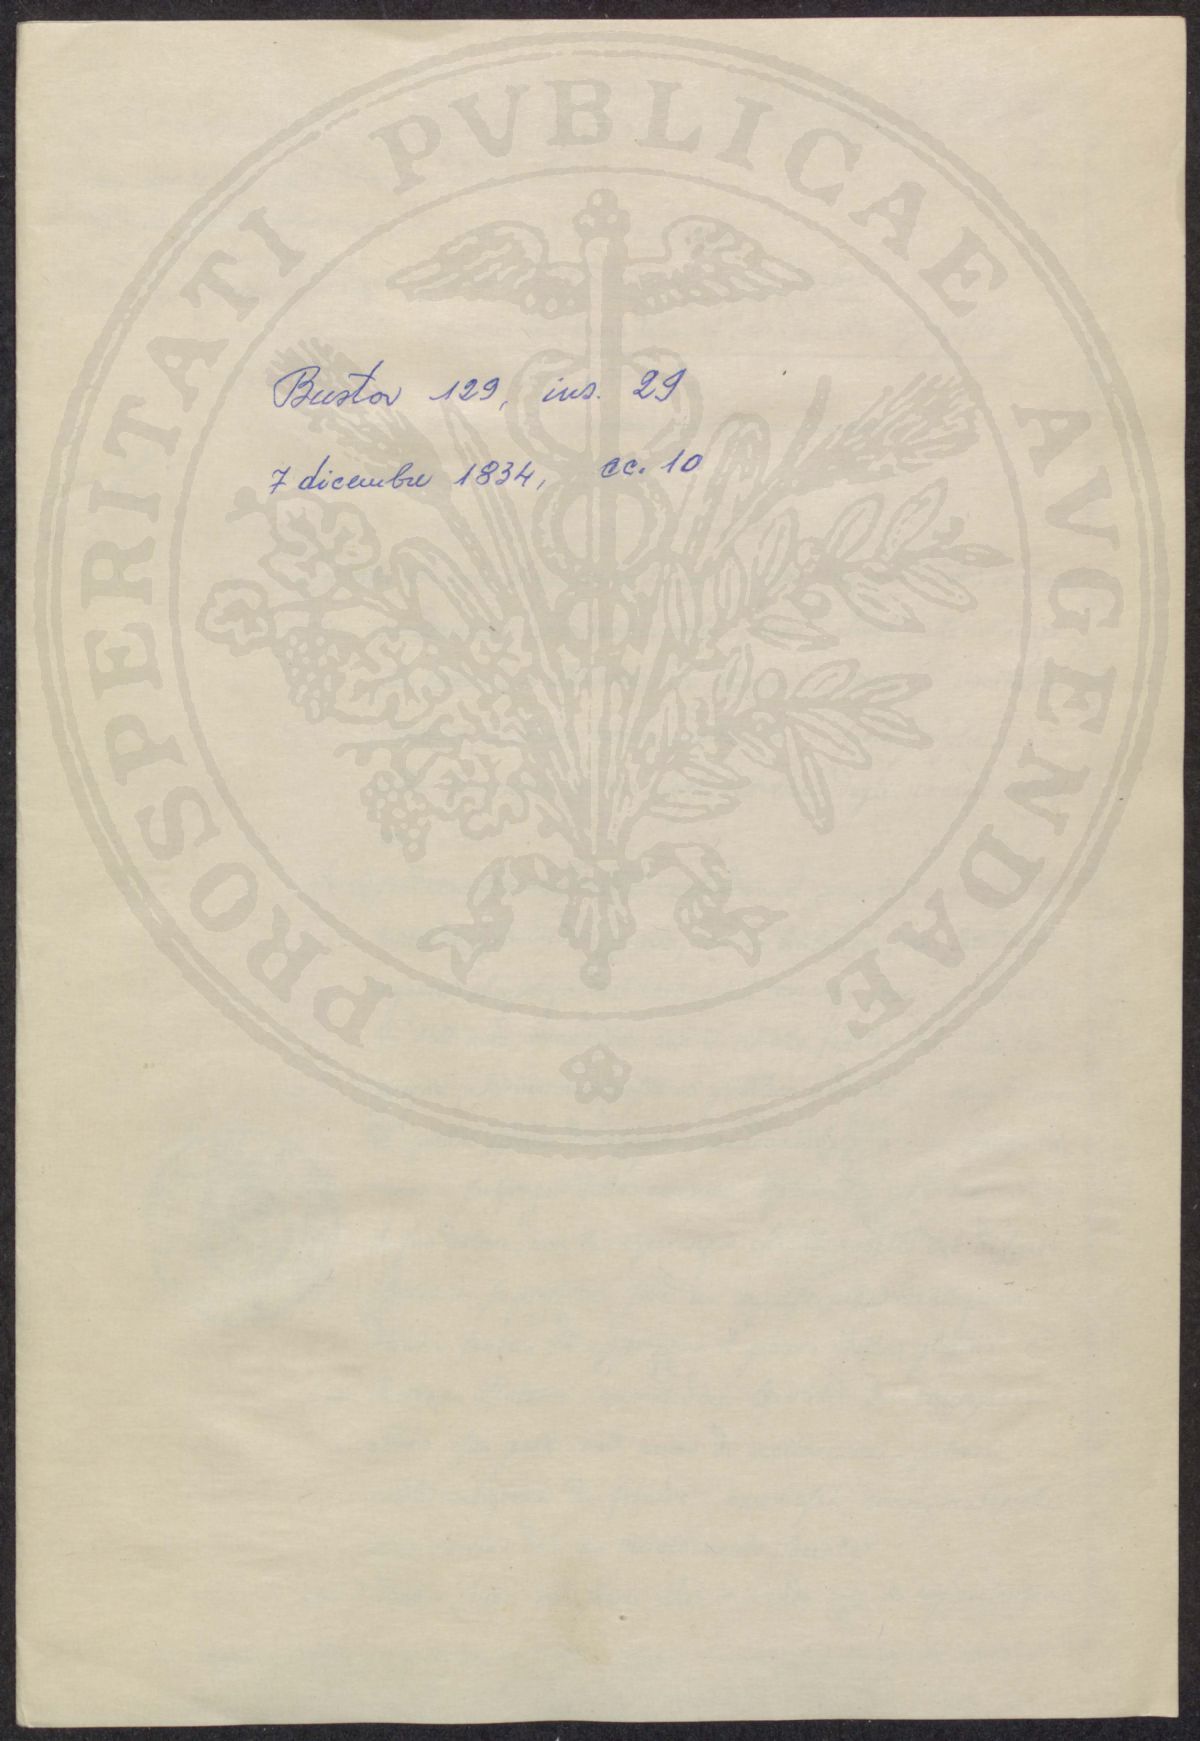 PROSPERITATI PVBLICAE AVGENDAE
Busta 129, ins. 29
7 dicembre 1834, cc. 10